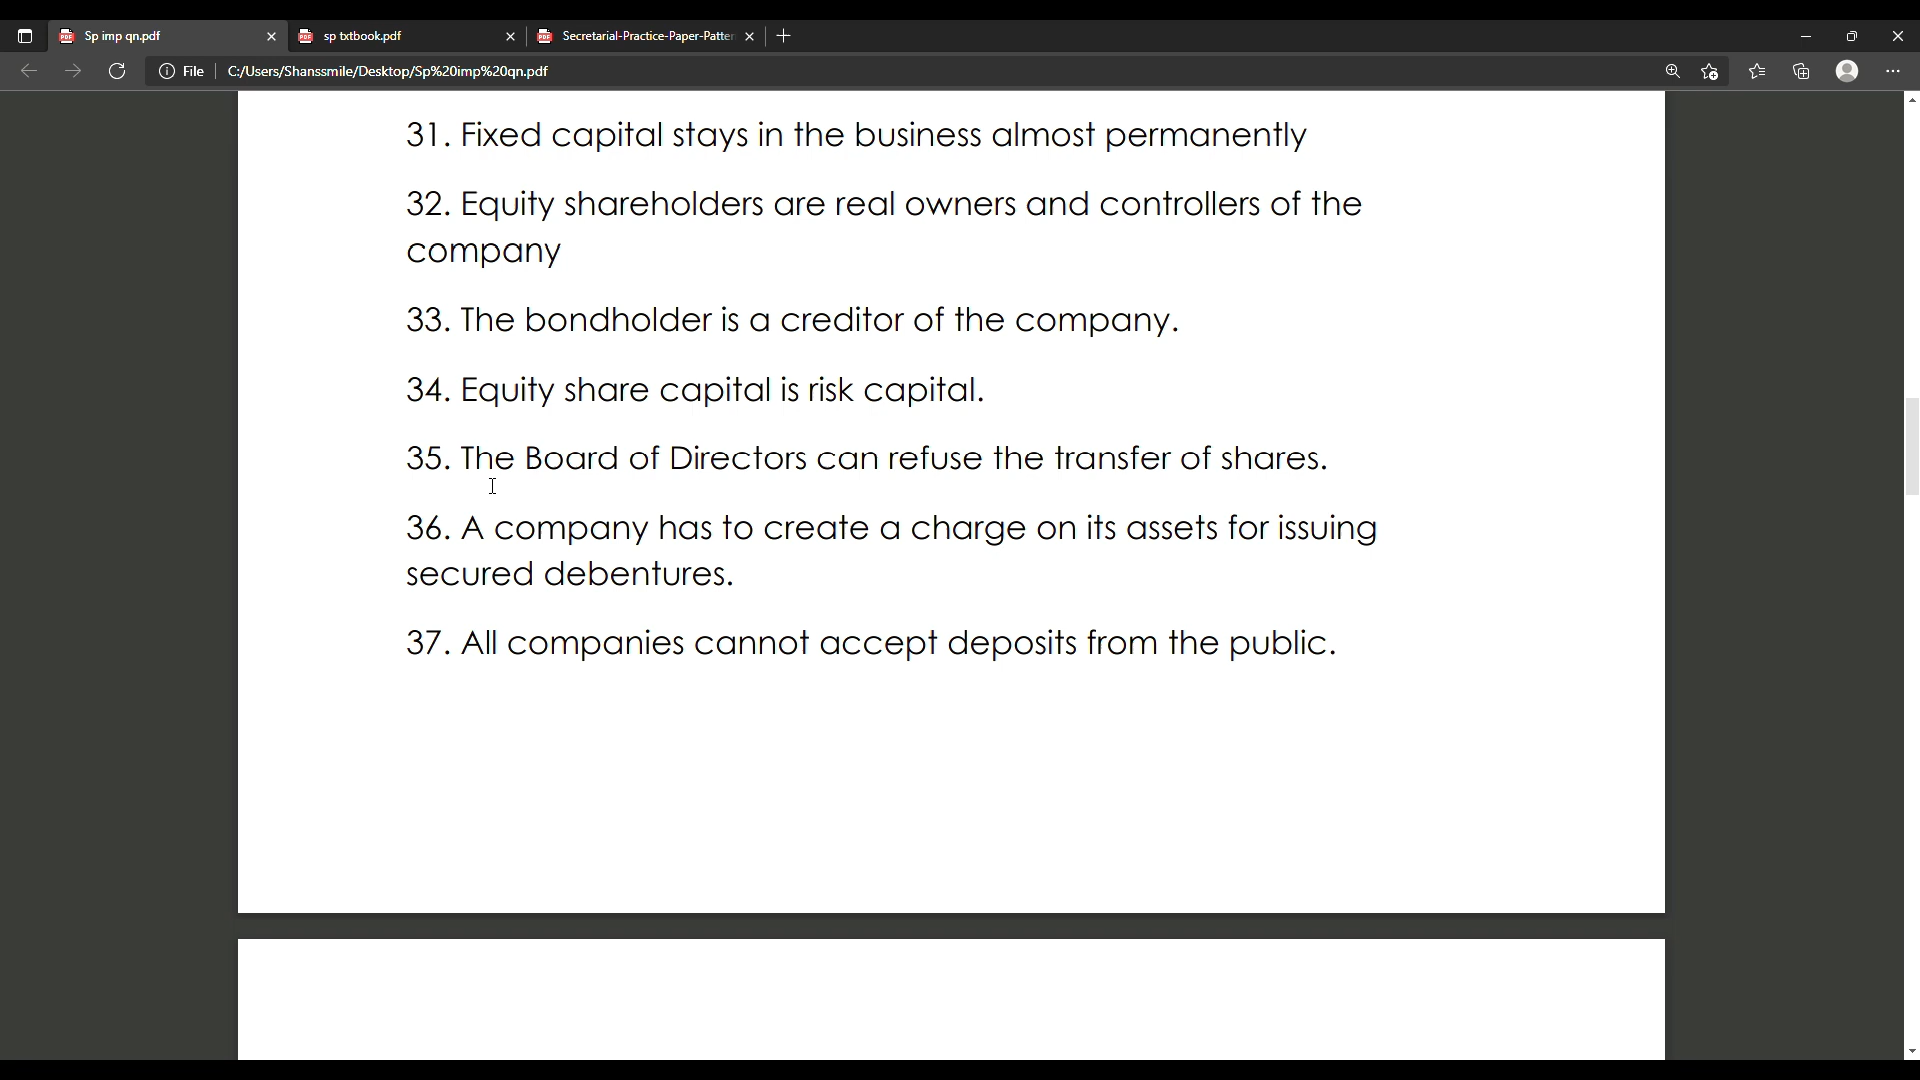 Sp imp qn.pdf
sp txtbook.pdf
Secretarial-Practice-Paper-Patter
File
C:/Users/Shanssmile/Desktop/Sp%20imp%20qn.pdf
31. Fixed capital stays in the business almost permanently
32. Equity shareholders are real owners and controllers of the
company
33. The bondholder is a creditor of the company.
34. Equity share capital is risk capital.
35. The Board of Directors can refuse the transfer of shares.
36. A company has to create a charge on its assets for issuing
secured debentures.
37. All companies cannot accept deposits from the public.